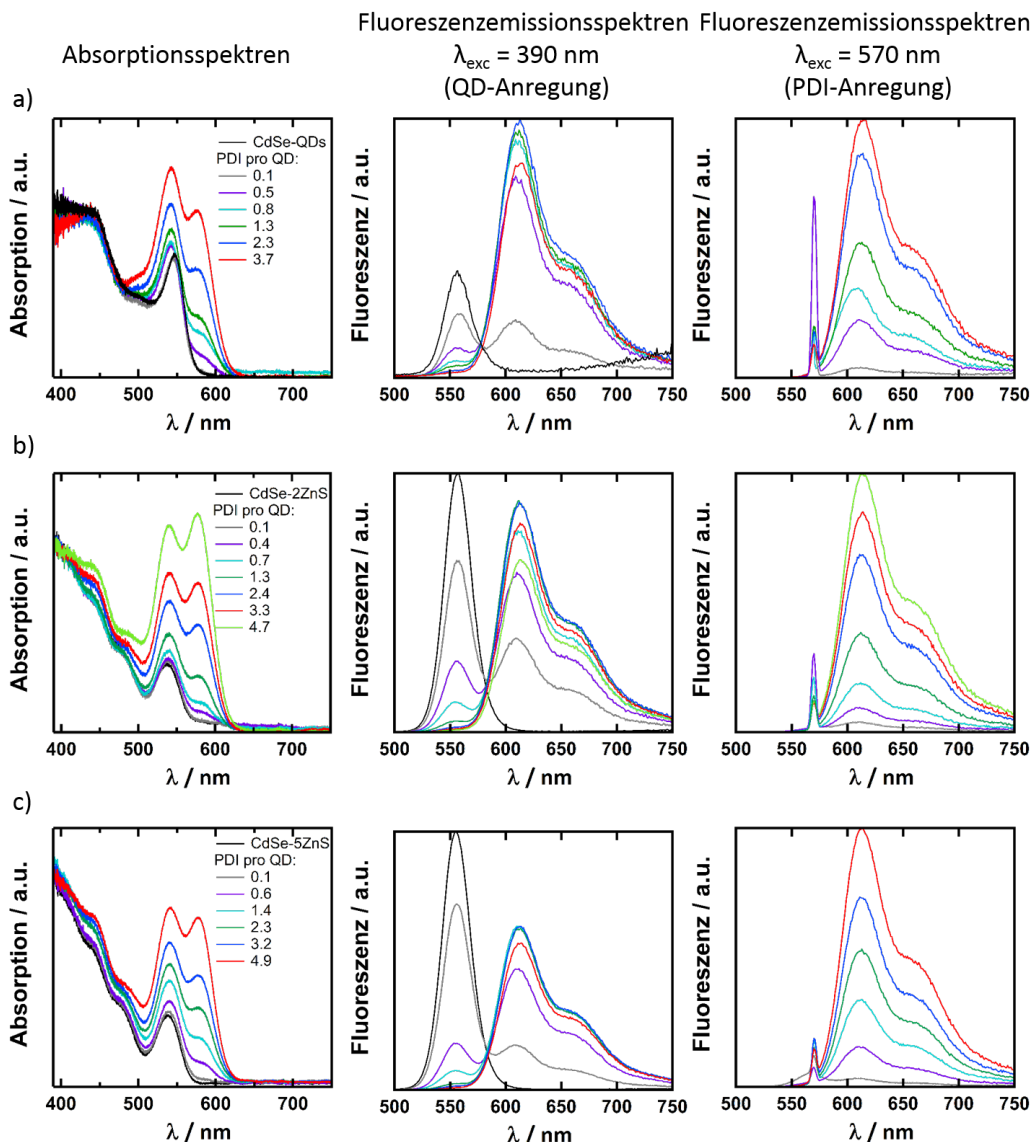 Absorptionsspektren
Fluoreszenzemissionsspektren
λexc = 390 nm
(QD-Anregung)
Fluoreszenzemissionsspektren
λexc = 570 nm
(PDI-Anregung)
a)
Absorption / a.u.
CdSe-QDs
PDI pro QD:
0.1
0.5
0.8
1.3
2.3
3.7
400 500 600 700
λ / nm
Fluoreszenz / a.u.
500 550 600 650 700 750
λ / nm
Fluoreszenz / a.u.
500 550 600 650 700 750
λ / nm
b)
Absorption / a.u.
CdSe-2ZnS
PDI pro QD:
0.1
0.4
0.7
1.3
2.4
3.3
4.7
400 500 600 700
λ / nm
Fluoreszenz / a.u.
500 550 600 650 700 750
λ / nm
Fluoreszenz / a.u.
500 550 600 650 700 750
λ / nm
c)
Absorption / a.u.
CdSe-5ZnS
PDI pro QD:
0.1
0.6
1.4
2.3
3.2
4.9
400 500 600 700
λ / nm
Fluoreszenz / a.u.
500 550 600 650 700 750
λ / nm
Fluoreszenz / a.u.
500 550 600 650 700 750
λ / nm